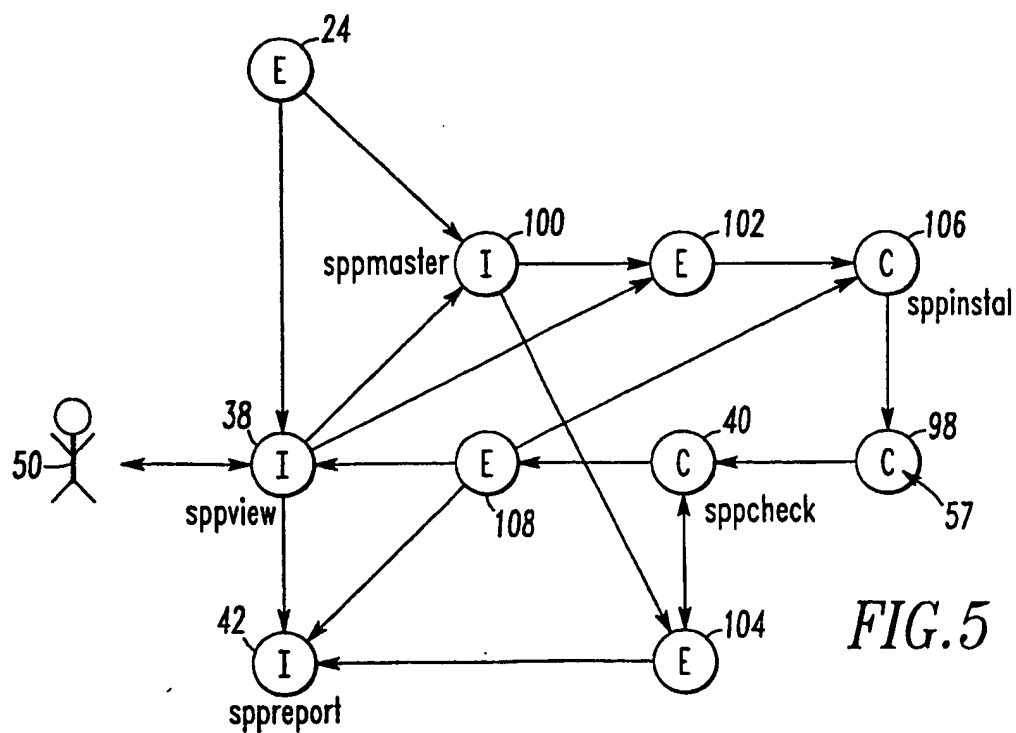 24
E
100
102
106
sppmaster
I
E
C
sppinstal
38
40
98
50
I
E
C
C
sppview
108
sppcheck
57
42
104
I
E
sppreport
FIG.5